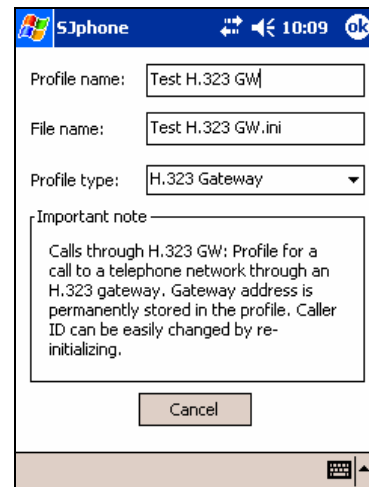 SJphone 10:09 ok
Profile name: Test H.323 GW
File name: Test H.323 GW.ini
Profile type: H.323 Gateway
Important note
Calls through H.323 GW: Profile for a
call to a telephone network through an
H.323 gateway. Gateway address is
permanently stored in the profile. Caller
ID can be easily changed by re-
initializing.
Cancel